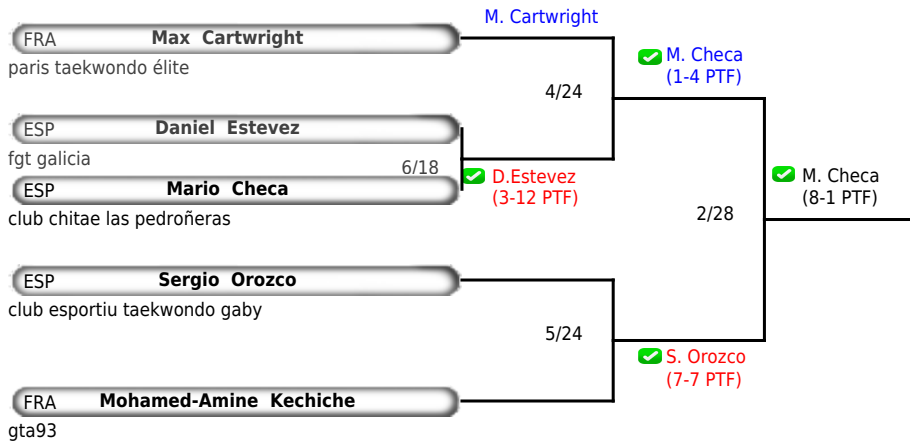 M. Cartwright
FRA Max Cartwright
paris taekwondo élite
M. Checa
(1-4 PTF)
4/24
ESP Daniel Estevez
fgt galicia
6/18
ESP Mario Checa
club chitae las pedroñeras
D.Estevez
(3-12 PTF)
M. Checa
(8-1 PTF)
2/28
ESP Sergio Orozco
club esportiu taekwondo gaby
5/24
S. Orozco
(7-7 PTF)
FRA Mohamed-Amine Kechiche
gta93